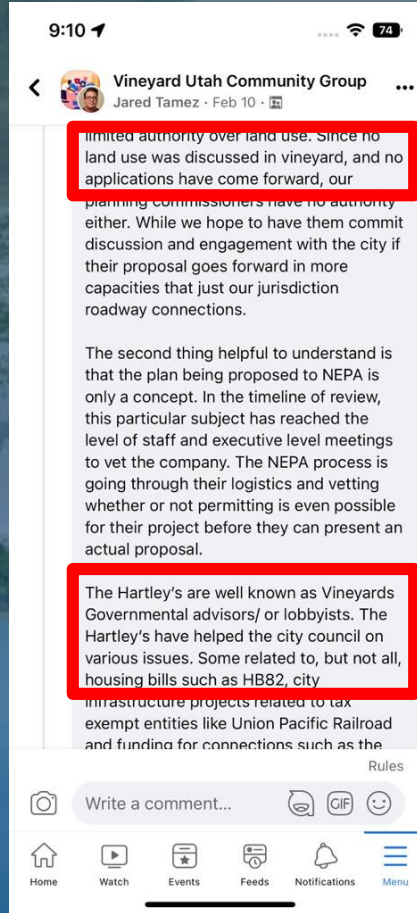 9:10
74
Vineyard Utah Community Group
Jared Tamez · Feb 10 ·
limited authority over land use. Since no
land use was discussed in vineyard, and no
applications have come forward, our
planning commissioners have no authority
either. While we hope to have them commit
discussion and engagement with the city if
their proposal goes forward in more
capacities that just our jurisdiction
roadway connections.
The second thing helpful to understand is
that the plan being proposed to NEPA is
only a concept. In the timeline of review,
this particular subject has reached the
level of staff and executive level meetings
to vet the company. The NEPA process is
going through their logistics and vetting
whether or not permitting is even possible
for their project before they can present an
actual proposal.
The Hartley's are well known as Vineyards
Governmental advisors/ or lobbyists. The
Hartley's have helped the city council on
various issues. Some related to, but not all,
housing bills such as HB82, city
infrastructure projects related to tax
exempt entities like Union Pacific Railroad
and funding for connections such as the
Rules
Write a comment...
GIF
Home
Watch
Events
Feeds
Notifications
Menu